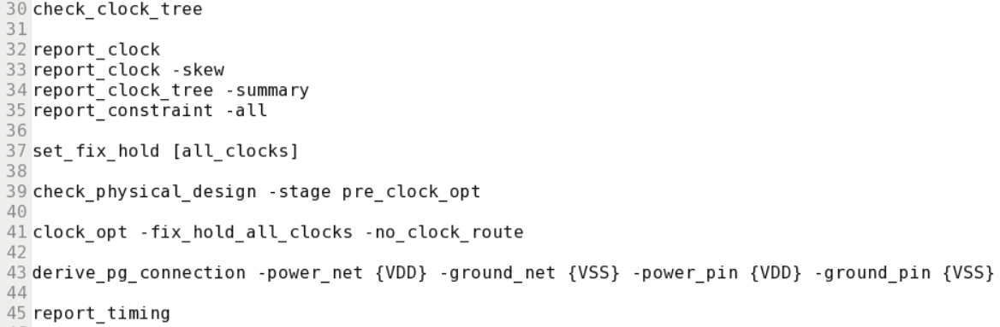 30 check_clock_tree
31
32 report_clock
33 report_clock -skew
34 report_clock_tree -summary
35 report_constraint -all
36
37 set_fix_hold [all_clocks]
38
39 check_physical_design -stage pre_clock_opt
40
41 clock_opt -fix_hold_all_clocks -no_clock_route
42
43 derive_pg_connection -power_net {VDD} -ground_net {VSS} -power_pin {VDD} -ground_pin {VSS}
44
45 report_timing